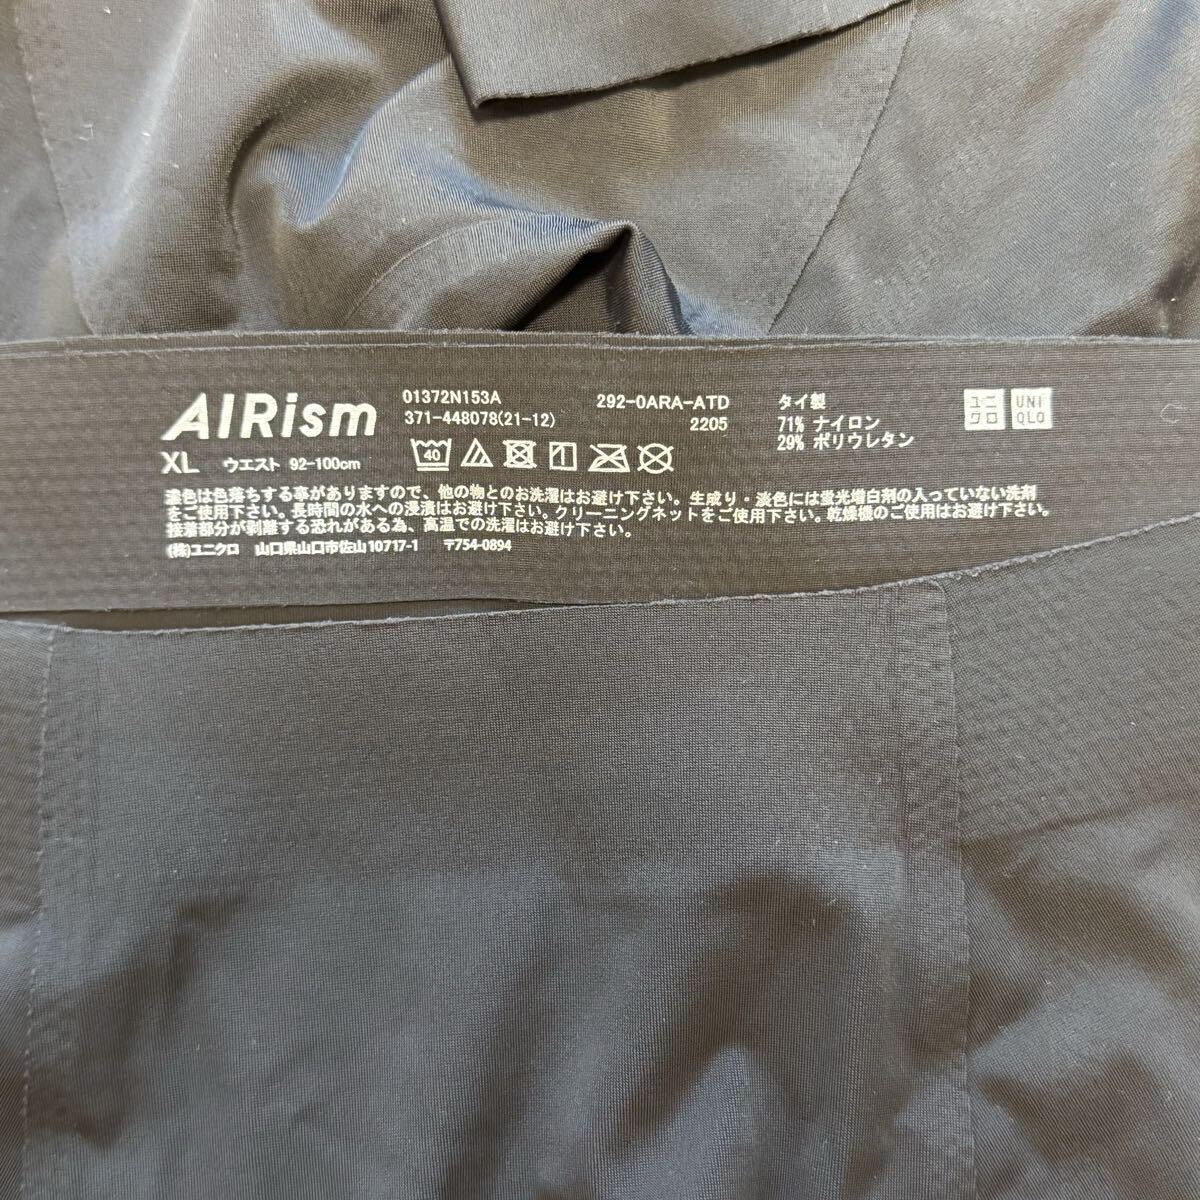 AIRism
XL ウエスト 92-100cm
01372N153A
371-448078(21-12)
292-0ARA-ATD
2205
タイ製
71% ナイロン
29% ポリウレタン
ユニ
クロ
UNI
QLO
40
濃色は色落ちする事がありますので、他の物とのお洗濯はお避け下さい。生成り・淡色には蛍光増白剤の入っていない洗剤
をご使用下さい。長時間の水への浸漬はお避け下さい。クリーニングネットをご使用下さい。乾燥機のご使用はお避け下さい。
接着部分が剥離する恐れがある為、高温での洗濯はお避け下さい。
(株)ユニクロ 山口県山口市佐山10717-1 〒754-0894